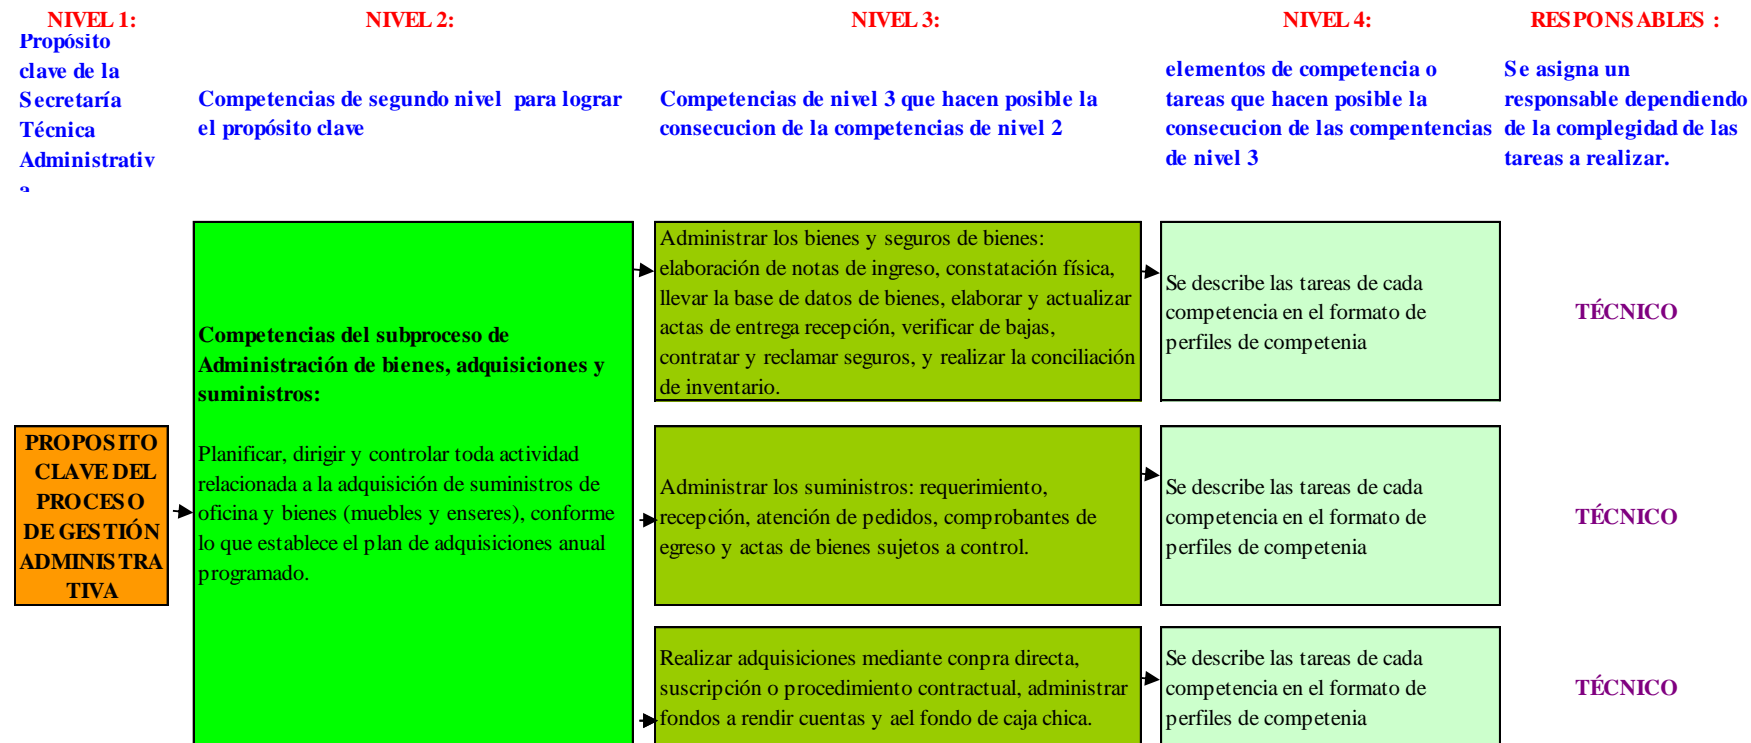 NIVEL 1:
NIVEL 2:
NIVEL 3:
NIVEL 4:
RESPONSABLES :
Propósito
clave de la
Secretaría
Técnica
Administrativ
a
Competencias de segundo nivel para lograr
el propósito clave
Competencias de nivel 3 que hacen posible la
consecucion de la competencias de nivel 2
elementos de competencia o
tareas que hacen posible la
consecucion de las compentencias
de nivel 3
Se asigna un
responsable dependiendo
de la complegidad de las
tareas a realizar.
PROPOSITO
CLAVE DEL
PROCESO
DE GESTIÓN
ADMINISTRA
TIVA
Competencias del subproceso de
Administración de bienes, adquisiciones y
suministros:
Planificar, dirigir y controlar toda actividad
relacionada a la adquisición de suministros de
oficina y bienes (muebles y enseres), conforme
lo que establece el plan de adquisiciones anual
programado.
Administrar los bienes y seguros de bienes:
elaboración de notas de ingreso, constatación física,
llevar la base de datos de bienes, elaborar y actualizar
actas de entrega recepción, verificar de bajas,
contratar y reclamar seguros, y realizar la conciliación
de inventario.
Se describe las tareas de cada
competencia en el formato de
perfiles de competenia
TÉCNICO
Administrar los suministros: requerimiento,
recepción, atención de pedidos, comprobantes de
egreso y actas de bienes sujetos a control.
Se describe las tareas de cada
competencia en el formato de
perfiles de competenia
TÉCNICO
Realizar adquisiciones mediante conpra directa,
suscripción o procedimiento contractual, administrar
fondos a rendir cuentas y ael fondo de caja chica.
Se describe las tareas de cada
competencia en el formato de
perfiles de competenia
TÉCNICO